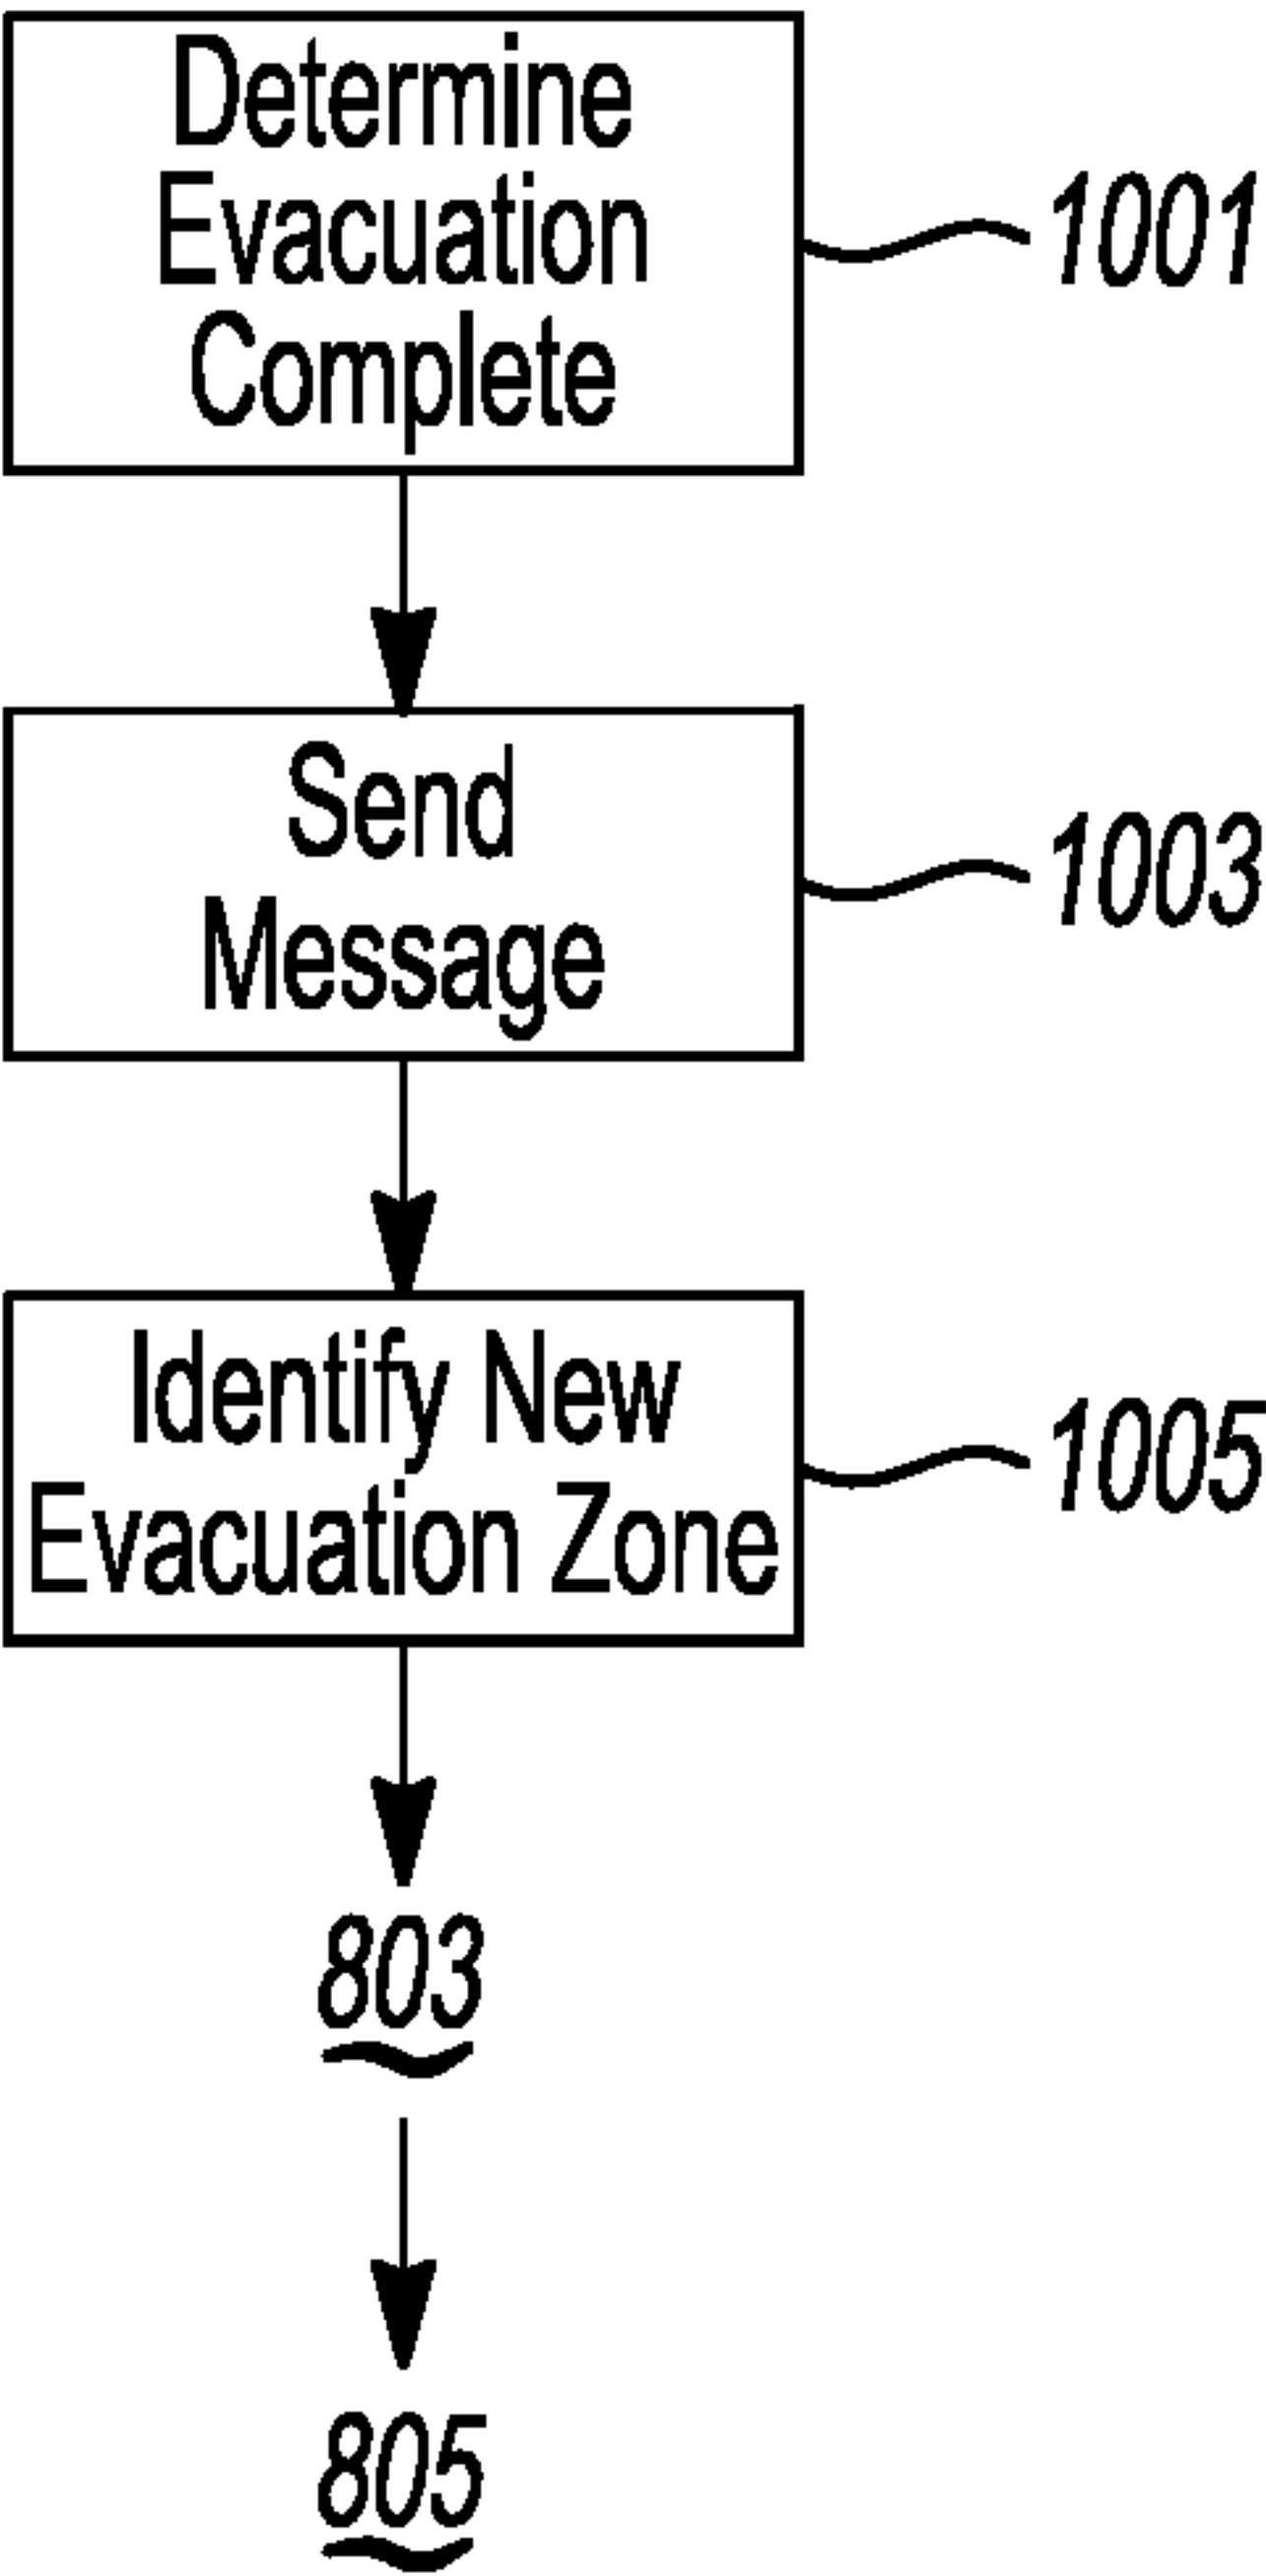 Determine
Evacuation
Complete
1001
Send
Message
1003
Identify New
Evacuation Zone
1005
803
805